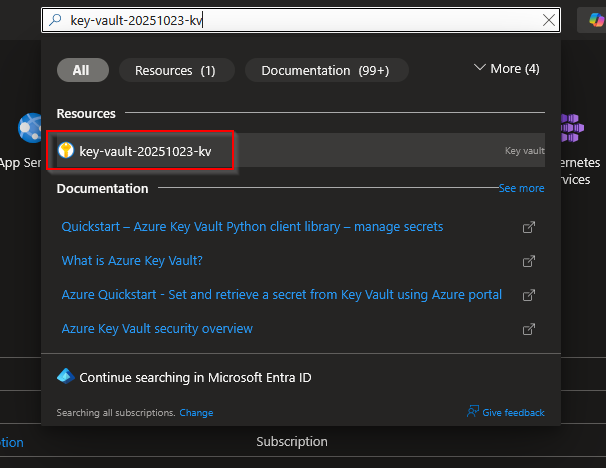 key-vault-20251023-kv
All
Resources (1)
Documentation (99+)
More (4)
Resources
key-vault-20251023-kv
Key vault
Documentation
See more
Quickstart – Azure Key Vault Python client library – manage secrets
What is Azure Key Vault?
Azure Quickstart - Set and retrieve a secret from Key Vault using Azure portal
Azure Key Vault security overview
Continue searching in Microsoft Entra ID
Searching all subscriptions. Change
Give feedback
App Ser
ernetes
vices
tion
Subscription